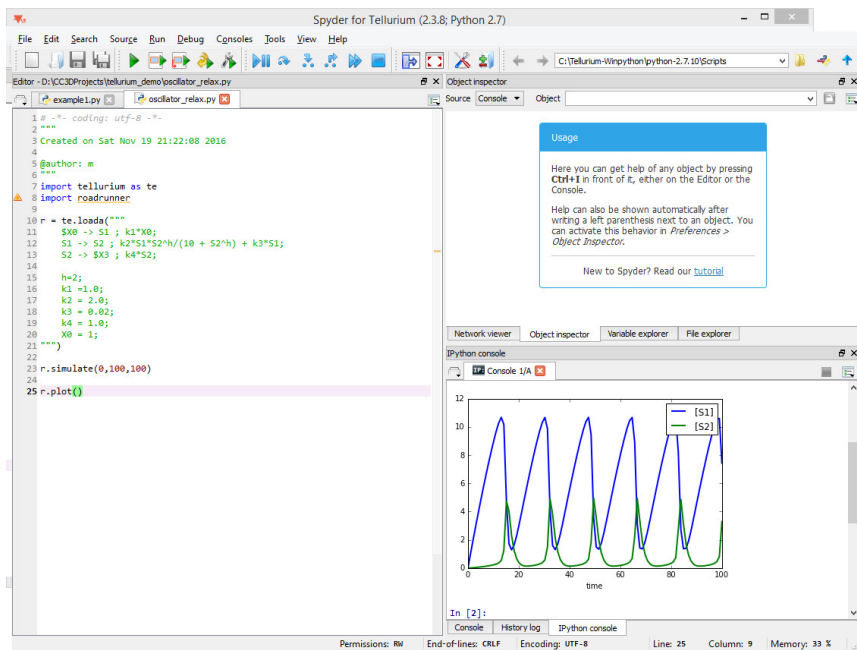 Spyder for Tellurium (2.3.8; Python 2.7)
File Edit Search Source Run Debug Consoles Tools View Help
C:\Tellurium-Winpython\python-2.7.10\Scripts
Editor - D:\CC3DProjects\tellurium_demo\oscillator_relax.py
example1.py oscillator_relax.py
1 # -*- coding: utf-8 -*-
2 """
3 Created on Sat Nov 19 21:22:08 2016
4
5 @author: m
6 """
7 import tellurium as te
8 import roadrunner
9
10 r = te.loada("""
11 $X0 -> S1 ; k1*X0;
12 S1 -> S2 ; k2*S1*S2^h/(10 + S2^h) + k3*S1;
13 S2 -> $X3 ; k4*S2;
14
15 h=2;
16 k1 =1.0;
17 k2 = 2.0;
18 k3 = 0.02;
19 k4 = 1.0;
20 X0 = 1;
21 """)
22
23 r.simulate(0,100,100)
24
25 r.plot()
Object inspector
Source Console Object
Usage
Here you can get help of any object by pressing
Ctrl+I in front of it, either on the Editor or the
Console.
Help can also be shown automatically after
writing a left parenthesis next to an object. You
can activate this behavior in Preferences >
Object Inspector.
New to Spyder? Read our tutorial
Network viewer Object inspector Variable explorer File explorer
IPython console
IP: Console 1/A
12
10
8
6
4
2
0
0 20 40 60 80 100
time
[S1]
[S2]
In [2]:
Console History log IPython console
Permissions: RW End-of-lines: CRLF Encoding: UTF-8 Line: 25 Column: 9 Memory: 33 %